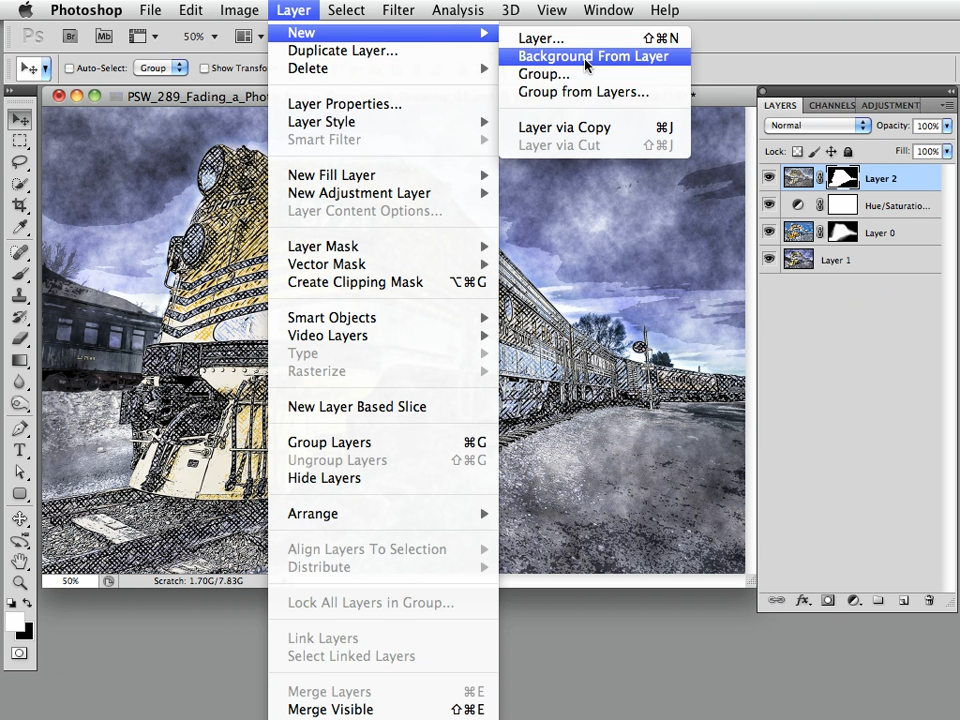 Photoshop File Edit Image Layer Select Filter Analysis 3D View Window Help
Ps Br Mb 50%
Auto-Select: Group Show Transfo
PSW_289_Fading_a_Phot
New
Duplicate Layer...
Delete
Layer Properties...
Layer Style
Smart Filter
New Fill Layer
New Adjustment Layer
Layer Content Options...
Layer Mask
Vector Mask
Create Clipping Mask ⌥⌘G
Smart Objects
Video Layers
Type
Rasterize
New Layer Based Slice
Group Layers ⌘G
Ungroup Layers ⇧⌘G
Hide Layers
Arrange
Align Layers To Selection
Distribute
Lock All Layers in Group...
Link Layers
Select Linked Layers
Merge Layers ⌘E
Merge Visible ⇧⌘E
Layer... ⇧⌘N
Background From Layer
Group...
Group from Layers...
Layer via Copy ⌘J
Layer via Cut ⇧⌘J
LAYERS CHANNELS ADJUSTMENT
Normal Opacity: 100%
Lock: Fill: 100%
Layer 2
Hue/Saturatio...
Layer 0
Layer 1
fx
T
50% Scratch: 1.70G/7.83G